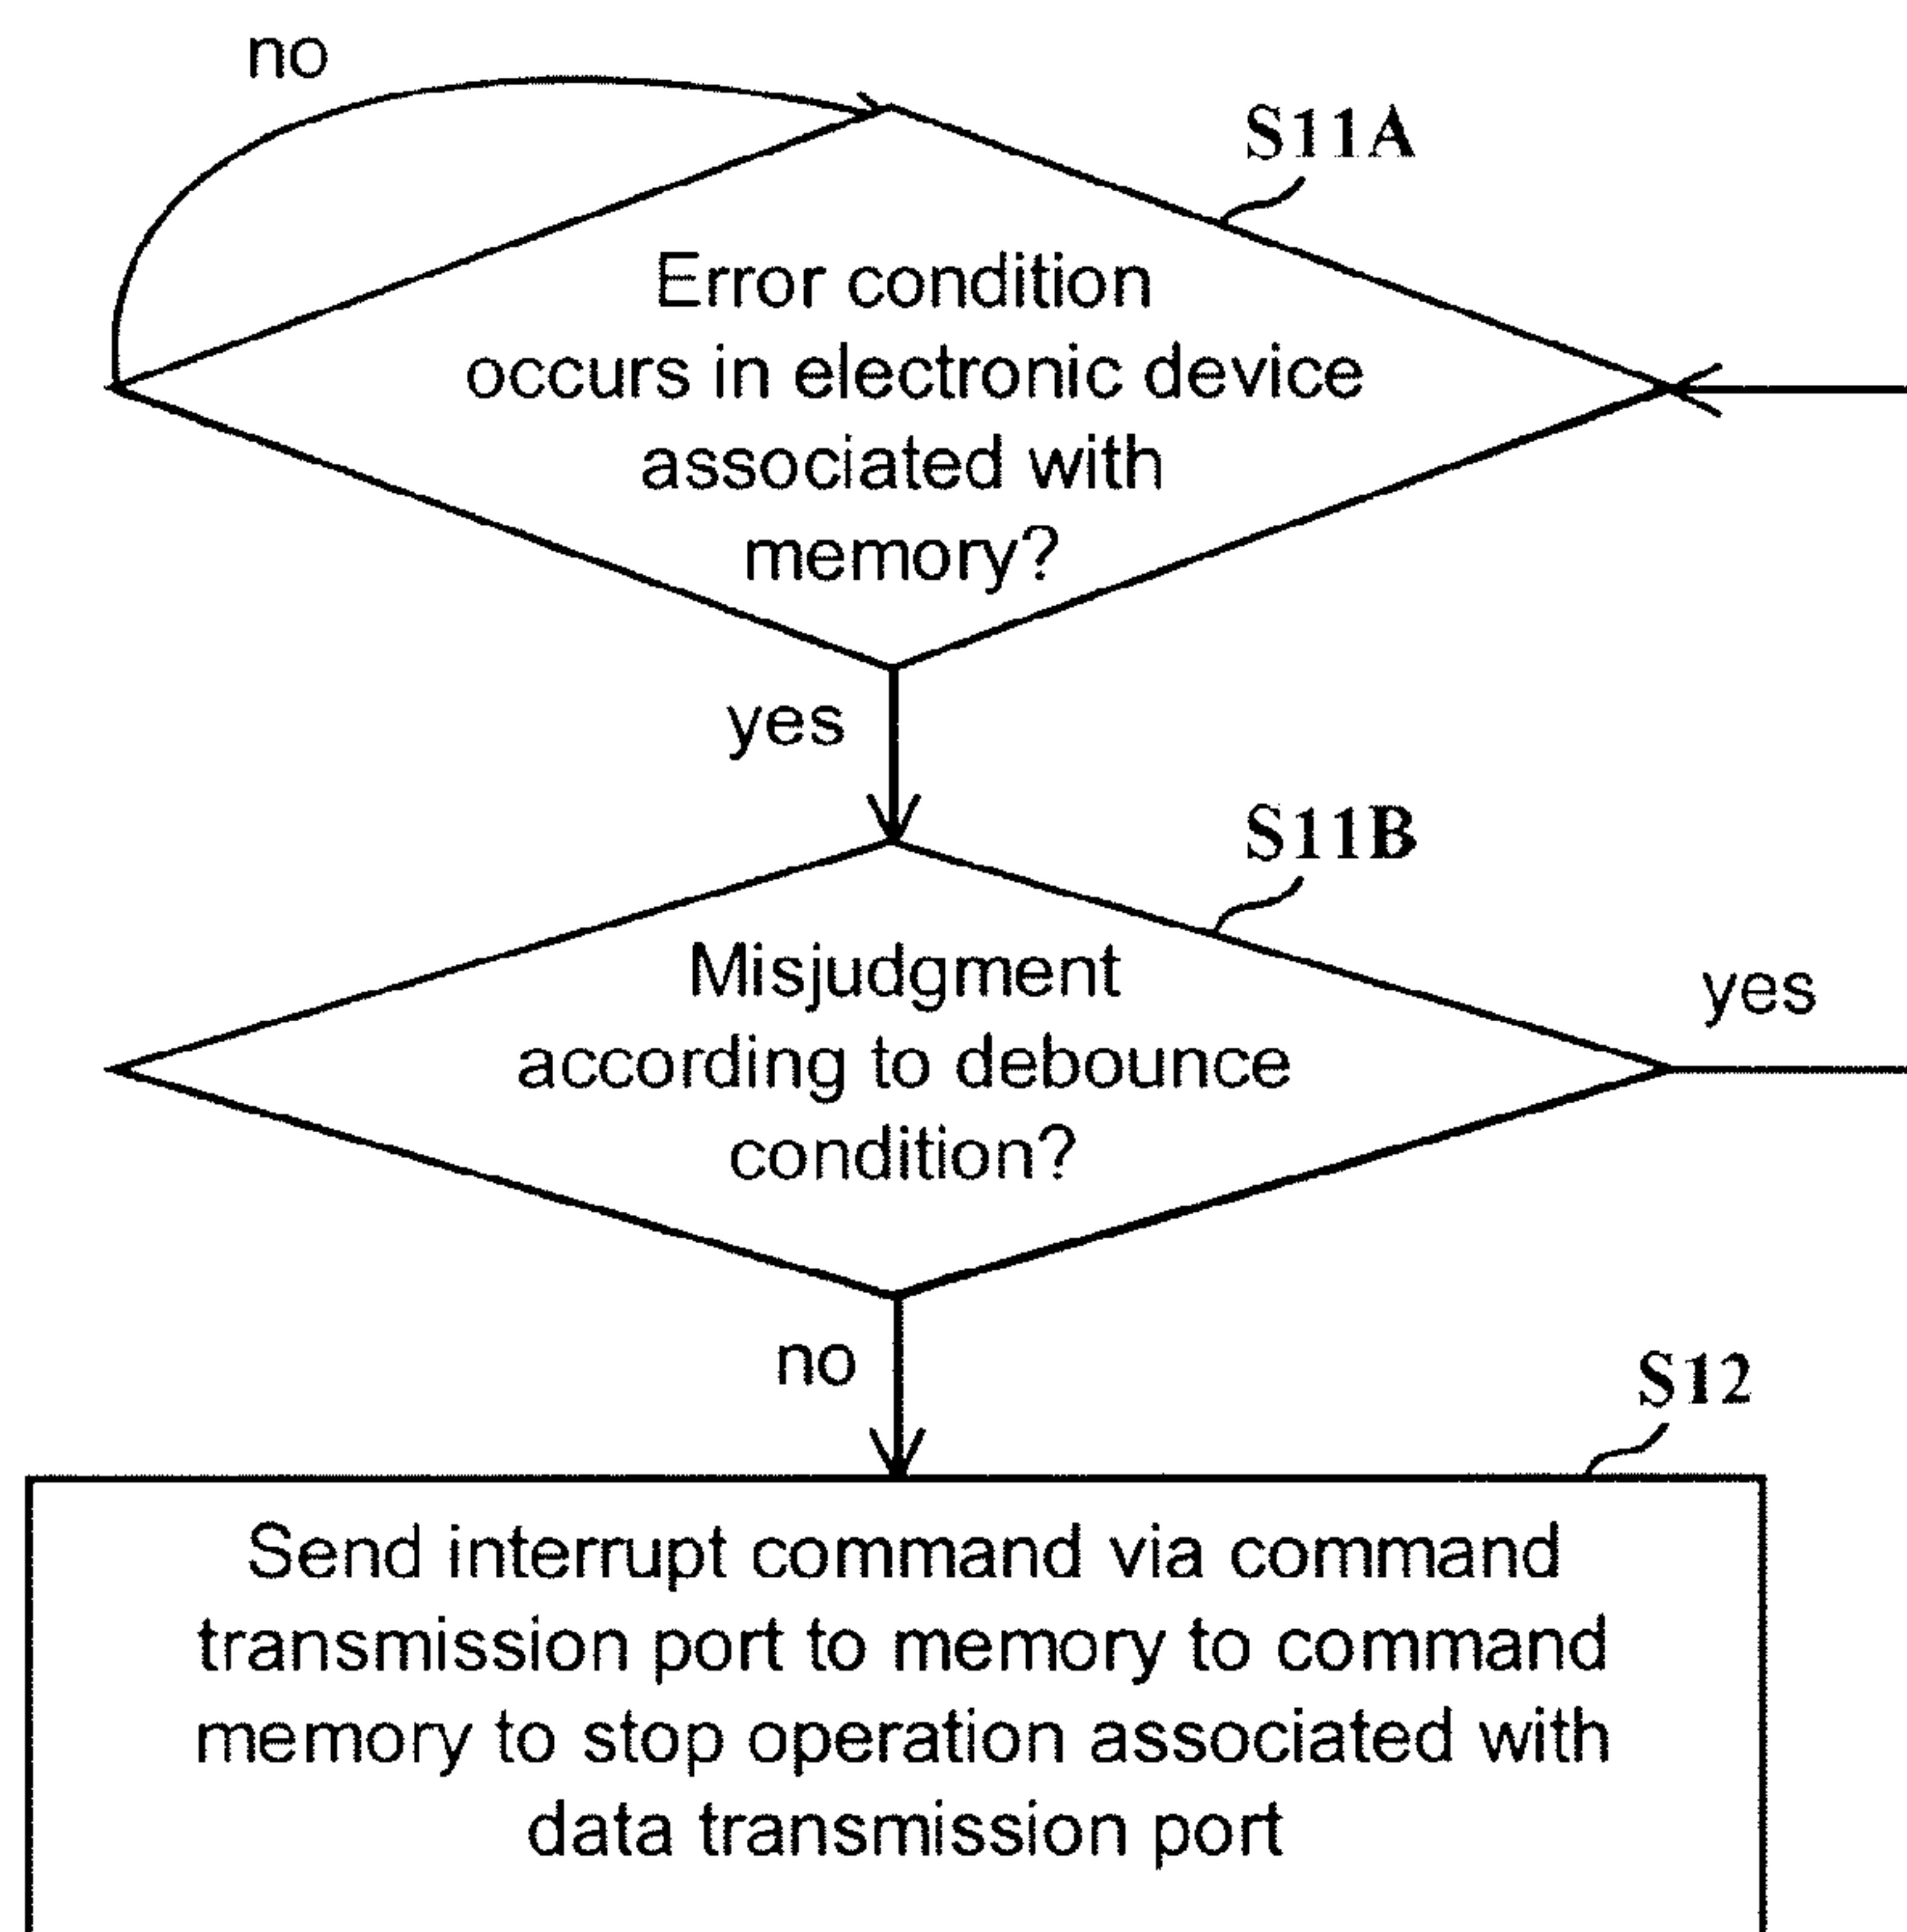 no
S11A
Error condition
occurs in electronic device
associated with
memory?
yes
S11B
Misjudgment
according to debounce
condition?
yes
no
S12
Send interrupt command via command
transmission port to memory to command
memory to stop operation associated with
data transmission port